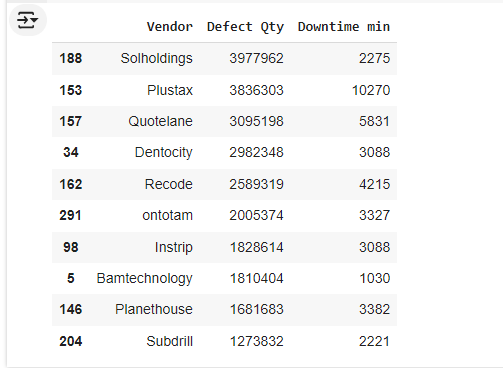 Vendor Defect Qty Downtime min
188 Solholdings 3977962 2275
153 Plustax 3836303 10270
157 Quotelane 3095198 5831
34 Dentocity 2982348 3088
162 Recode 2589319 4215
291 ontotam 2005374 3327
98 Instrip 1828614 3088
5 Bamtechnology 1810404 1030
146 Planethouse 1681683 3382
204 Subdrill 1273832 2221